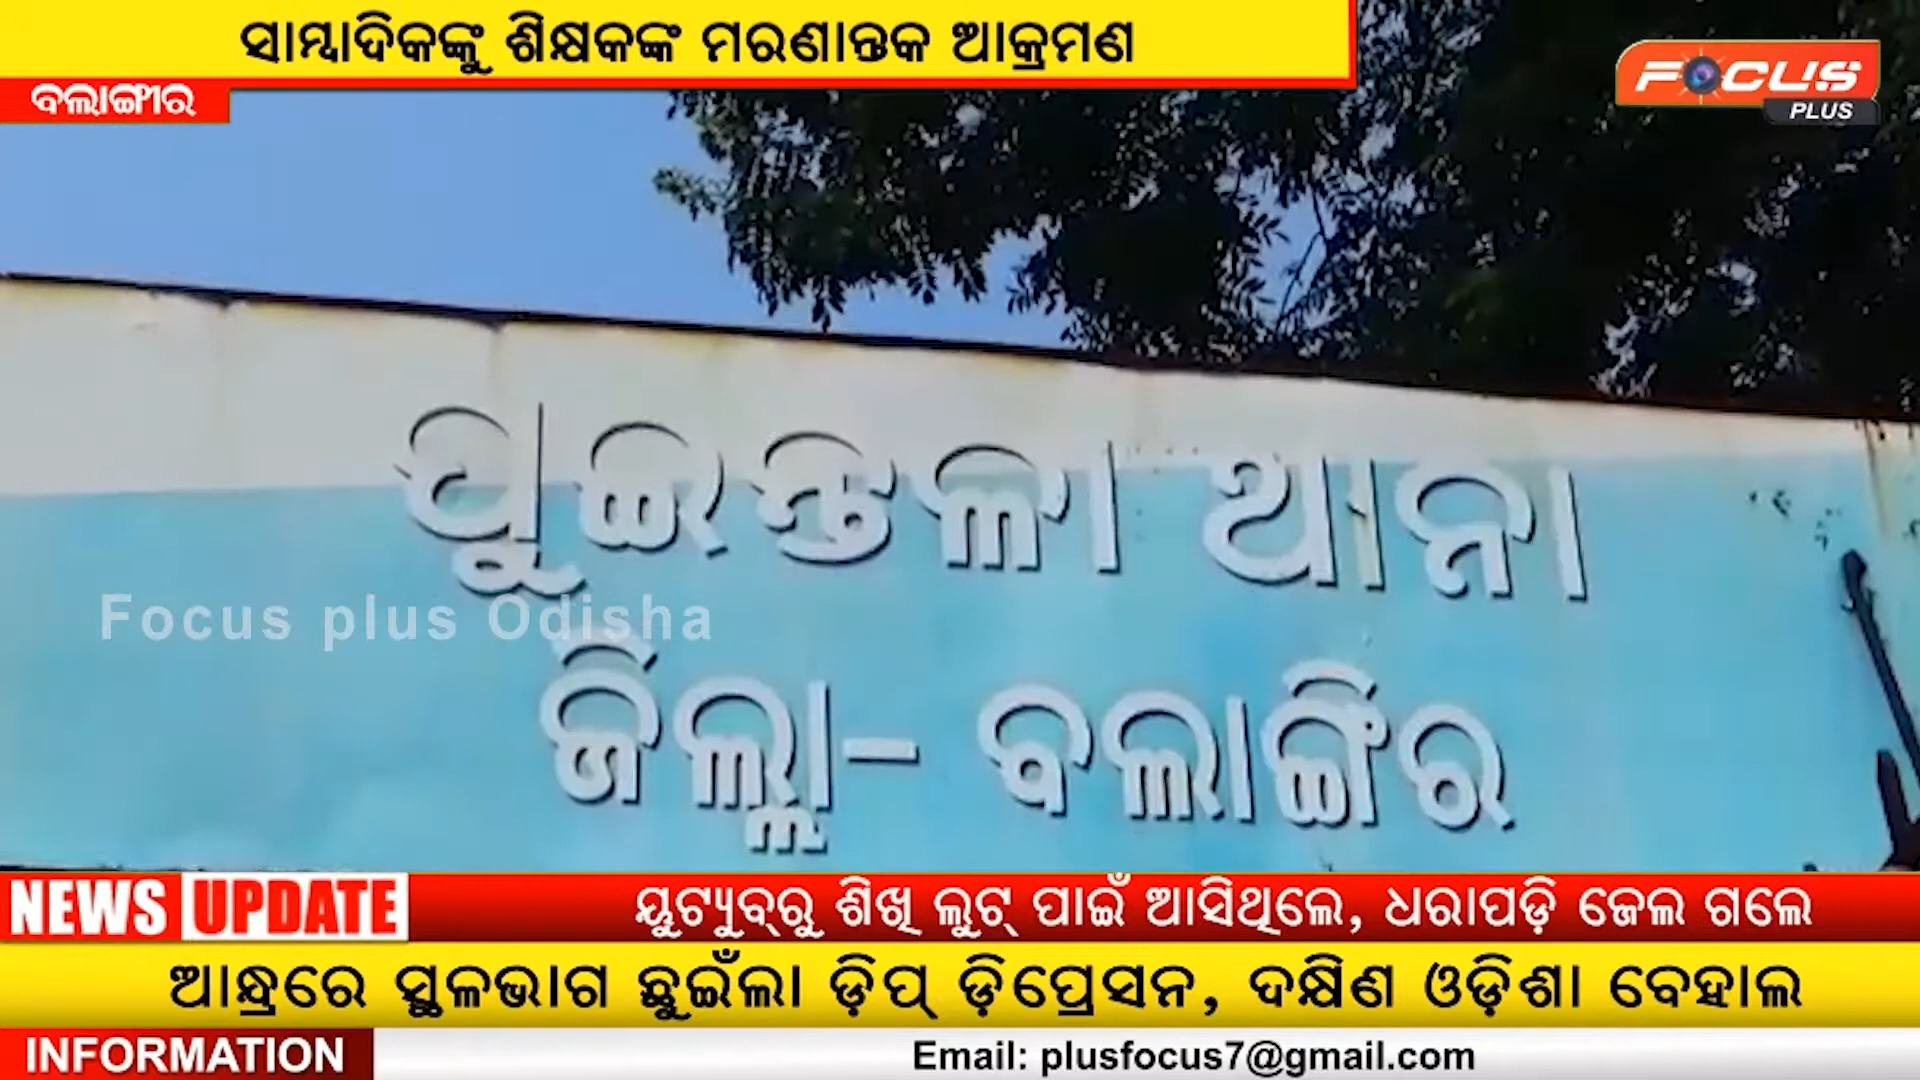 ସାମ୍ବାଦିକଙ୍କୁ ଶିକ୍ଷକଙ୍କ ମରଣାନ୍ତକ ଆକ୍ରମଣ
ବଲାଙ୍ଗୀର
FOCUS
PLUS
ପୁଇନ୍ତଳା ଥାନା
Focus plus Odisha
ଜିଲ୍ଲା- ବଲାଙ୍ଗିର
NEWS UPDATE
ୟୁଟ୍ୟୁବ୍‌ରୁ ଶିଖି ଲୁଟ୍ ପାଇଁ ଆସିଥିଲେ, ଧରାପଡ଼ି ଜେଲ ଗଲେ
ଆନ୍ଧ୍ରରେ ସ୍ଥଳଭାଗ ଛୁଇଁଲା ଡ଼ିପ୍ ଡ଼ିପ୍ରେସନ, ଦକ୍ଷିଣ ଓଡ଼ିଶା ବେହାଲ
INFORMATION
Email: plusfocus7@gmail.com